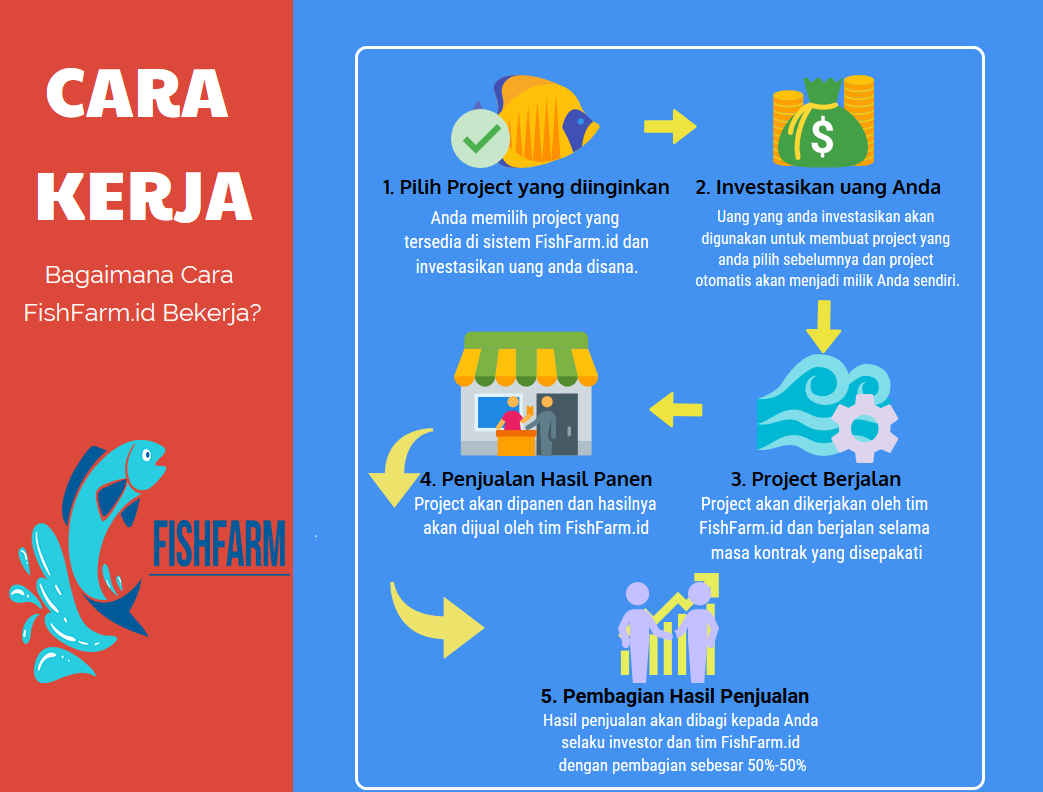 CARA
KERJA
Bagaimana Cara
FishFarm.id Bekerja?
FISHFARM
$
1. Pilih Project yang diinginkan
Anda memilih project yang
tersedia di sistem FishFarm.id dan
investasikan uang anda disana.
2. Investasikan uang Anda
Uang yang anda investasikan akan
digunakan untuk membuat project yang
anda pilih sebelumnya dan project
otomatis akan menjadi milik Anda sendiri.
3. Project Berjalan
Project akan dikerjakan oleh tim
FishFarm.id dan berjalan selama
masa kontrak yang disepakati
4. Penjualan Hasil Panen
Project akan dipanen dan hasilnya
akan dijual oleh tim FishFarm.id
5. Pembagian Hasil Penjualan
Hasil penjualan akan dibagi kepada Anda
selaku investor dan tim FishFarm.id
dengan pembagian sebesar 50%-50%